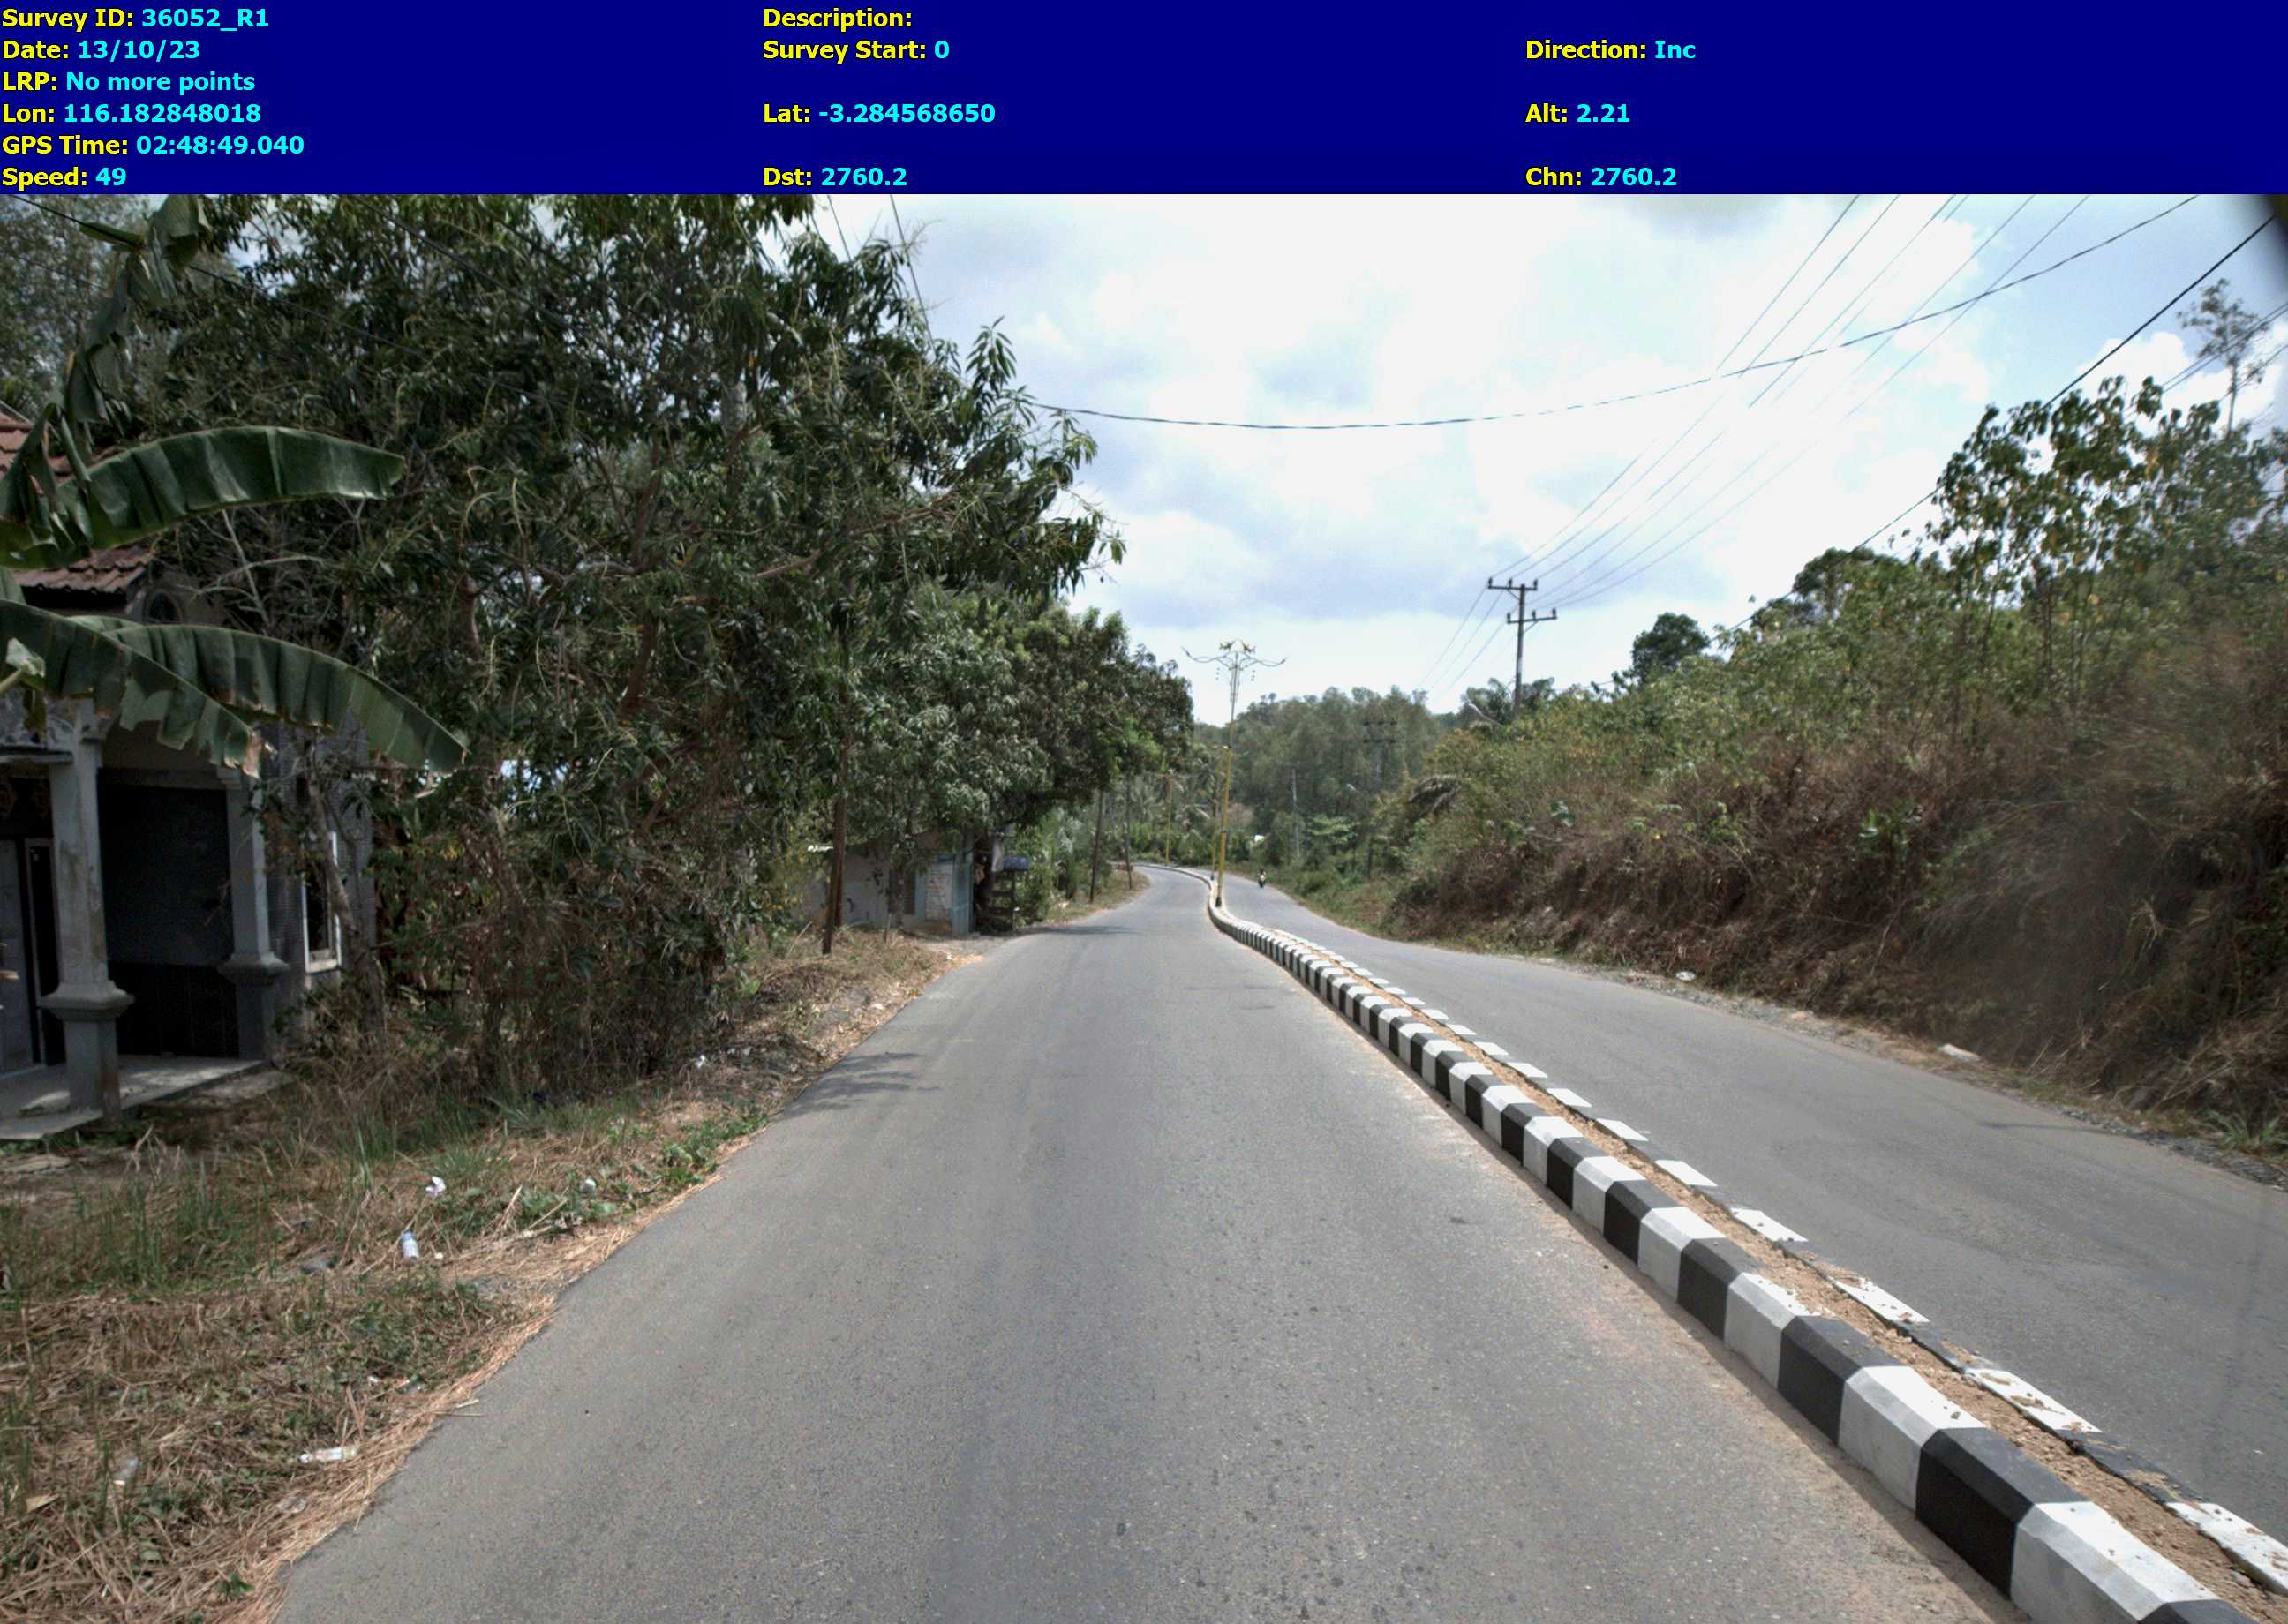 Survey ID: 36052_R1
Description:
Date: 13/10/23
Survey Start: 0
Direction: Inc
LRP: No more points
Lon: 116.182848018
Lat: -3.284568650
Alt: 2.21
GPS Time: 02:48:49.040
Speed: 49
Dst: 2760.2
Chn: 2760.2